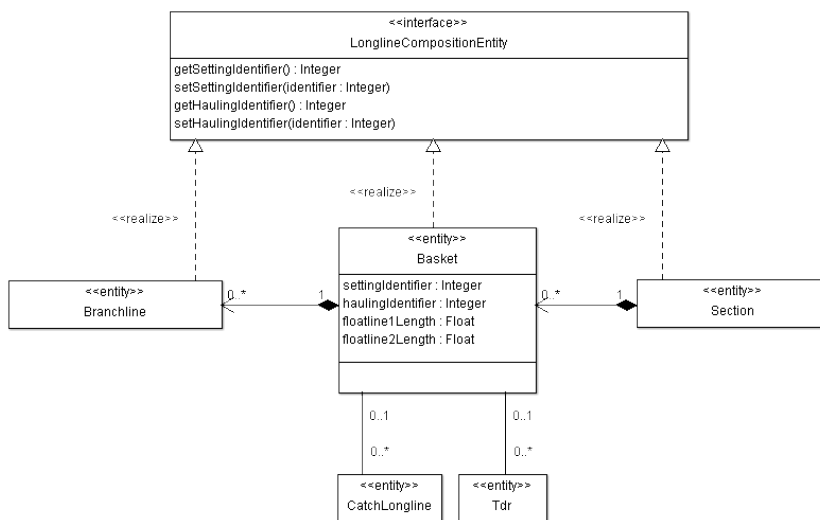 <<interface>>
LonglineCompositionEntity
getSettingIdentifier() : Integer
setSettingIdentifier(identifier : Integer)
getHaulingIdentifier() : Integer
setHaulingIdentifier(identifier : Integer)
<<realize>>
<<realize>>
<<realize>>
<<entity>>
Branchline
0..*
1
<<entity>>
Basket
settingIdentifier : Integer
haulingIdentifier : Integer
floatline1Length : Float
floatline2Length : Float
0..*
1
<<entity>>
Section
0..1
0..*
0..1
0..*
<<entity>>
CatchLongline
<<entity>>
Tdr